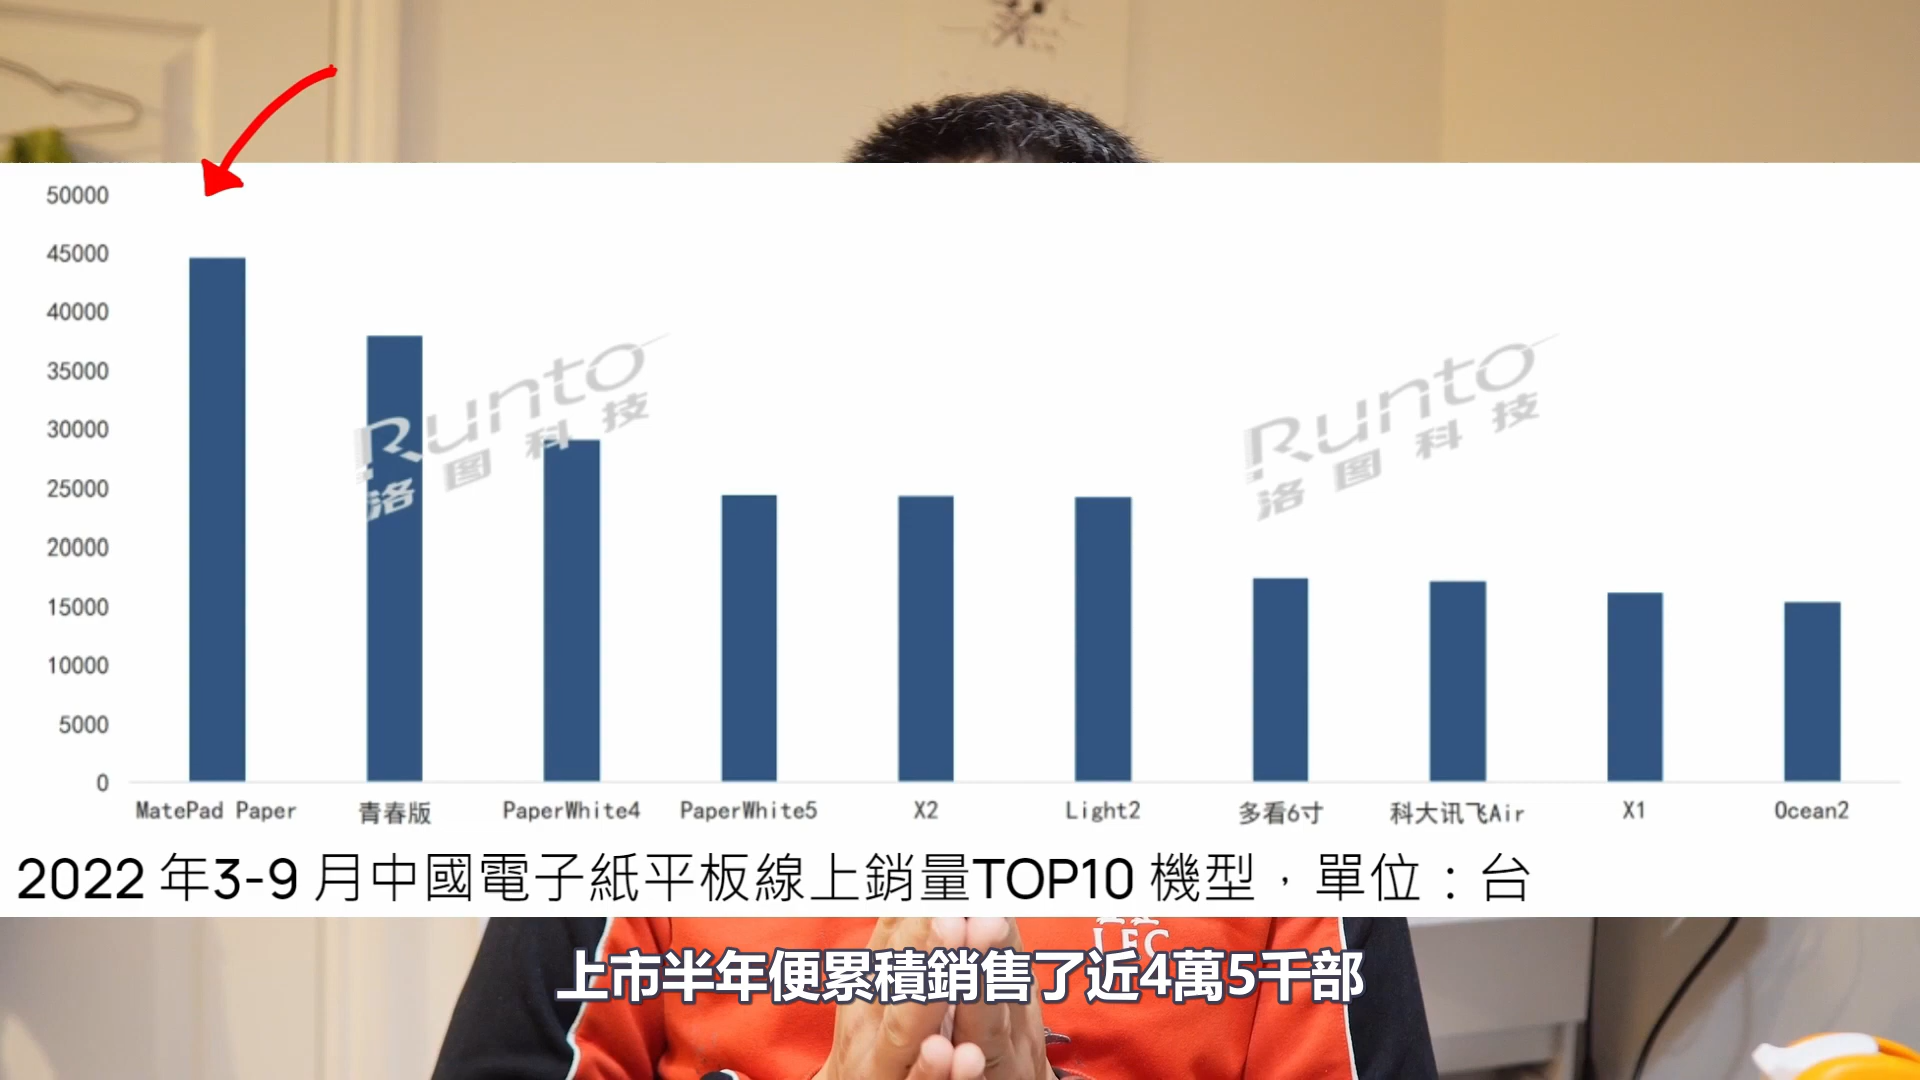 50000
45000
40000
35000
30000
25000
20000
15000
10000
5000
0
Runto
洛图科技
Runto
洛图科技
MatePad Paper 青春版 PaperWhite4 PaperWhite5 X2 Light2 多看6寸 科大讯飞Air X1 Ocean2
2022 年3-9 月中國電子紙平板線上銷量TOP10 機型，單位：台
LFC
上市半年便累積銷售了近4萬5千部